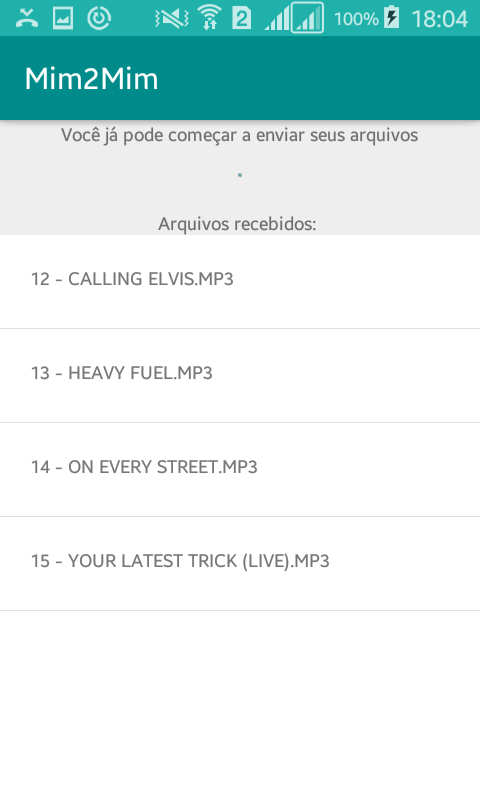 2
100%
18:04
Mim2Mim
Você já pode começar a enviar seus arquivos
Arquivos recebidos:
12 - CALLING ELVIS.MP3
13 - HEAVY FUEL.MP3
14 - ON EVERY STREET.MP3
15 - YOUR LATEST TRICK (LIVE).MP3